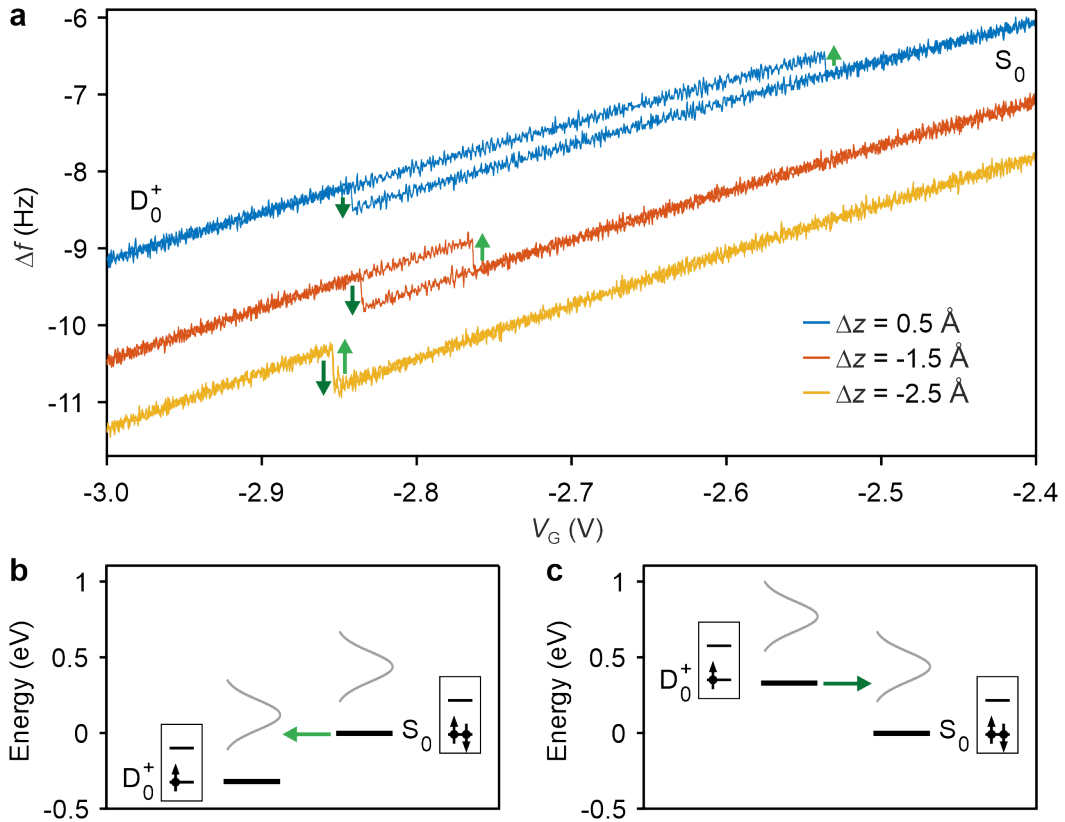 a
-6
-7
-8
-9
-10
-11
Δf (Hz)
D₀⁺
S₀
Δz = 0.5 Å
Δz = -1.5 Å
Δz = -2.5 Å
-3.0 -2.9 -2.8 -2.7 -2.6 -2.5 -2.4
V_G (V)
b
Energy (eV)
1
0.5
0
-0.5
D₀⁺
S₀
c
Energy (eV)
1
0.5
0
-0.5
D₀⁺
S₀